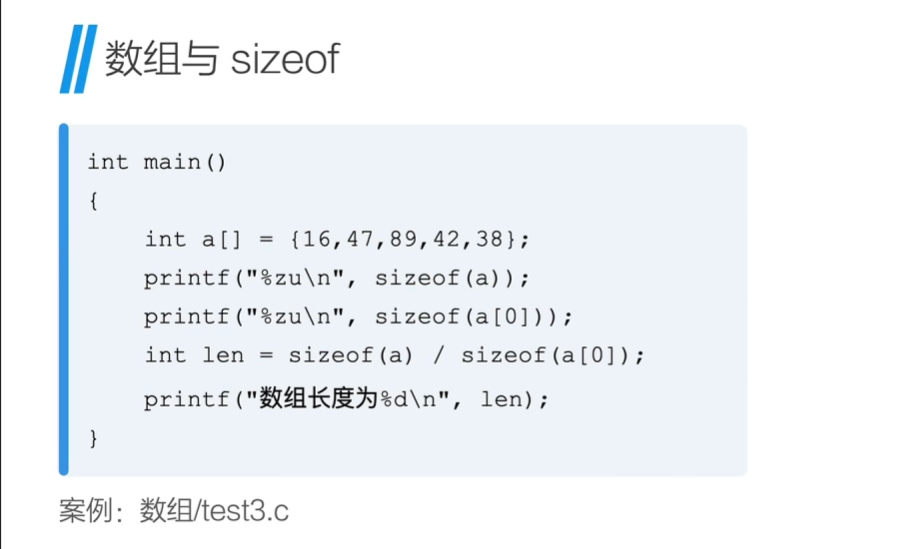 数组与 sizeof
int main()
{
    int a[] = {16,47,89,42,38};
    printf("%zu\n", sizeof(a));
    printf("%zu\n", sizeof(a[0]));
    int len = sizeof(a) / sizeof(a[0]);
    printf("数组长度为%d\n", len);
}
案例：数组/test3.c